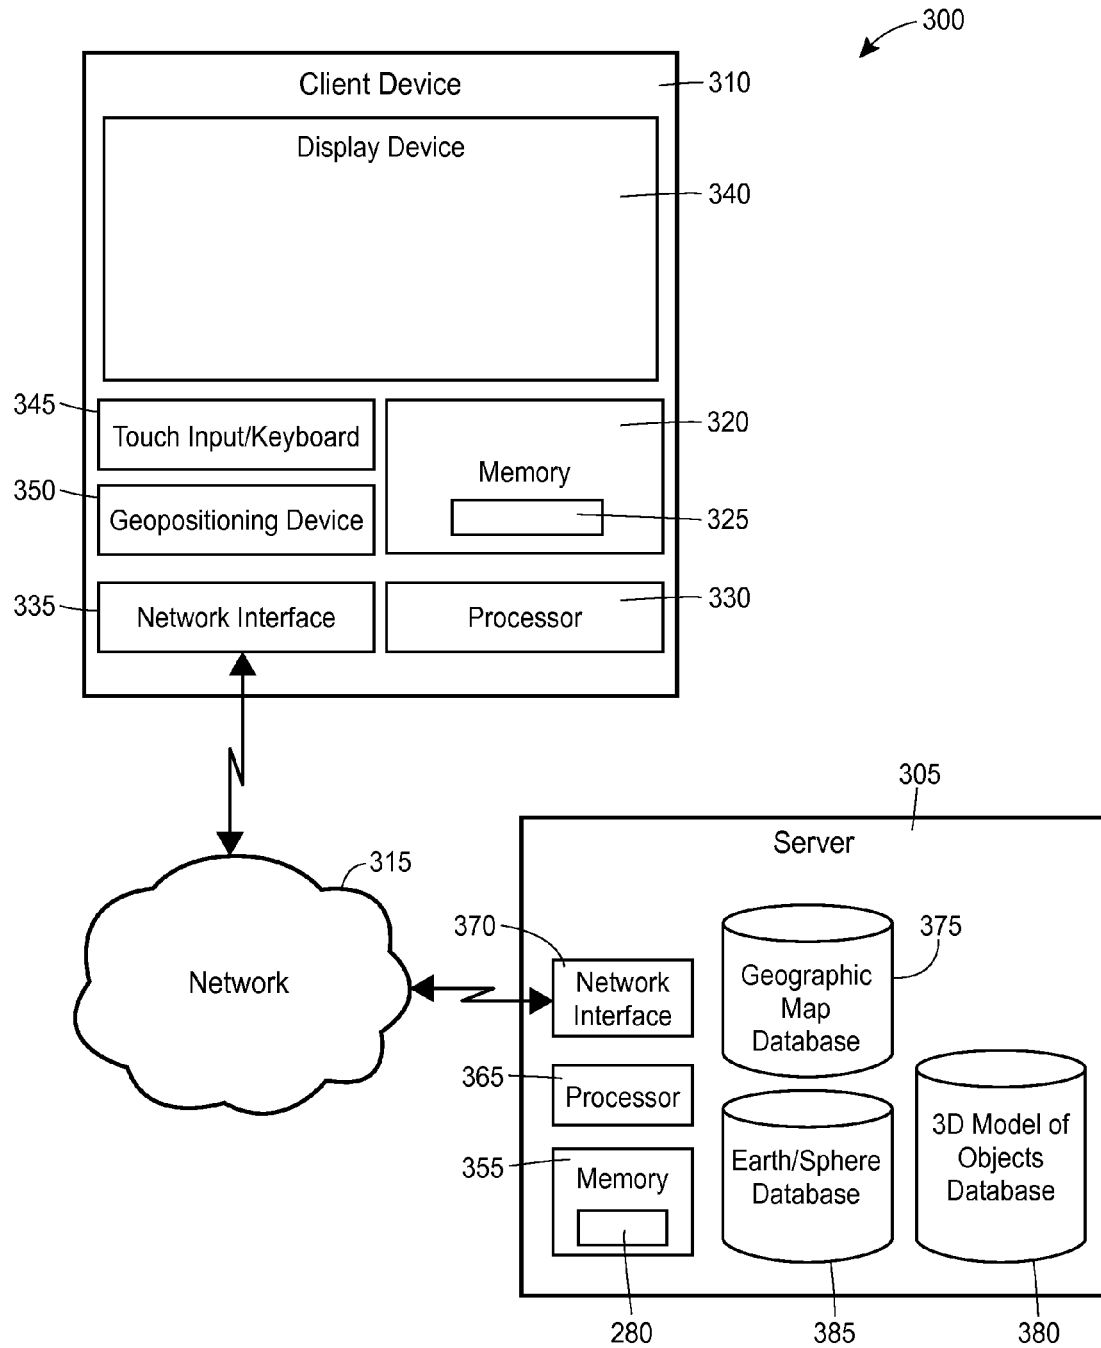 300
Client Device
310
Display Device
340
345
Touch Input/Keyboard
320
Memory
350
Geopositioning Device
325
335
Network Interface
330
Processor
305
Server
315
Network
370
Network
Interface
375
Geographic
Map
Database
365
Processor
355
Memory
Earth/Sphere
Database
3D Model of
Objects
Database
280
385
380